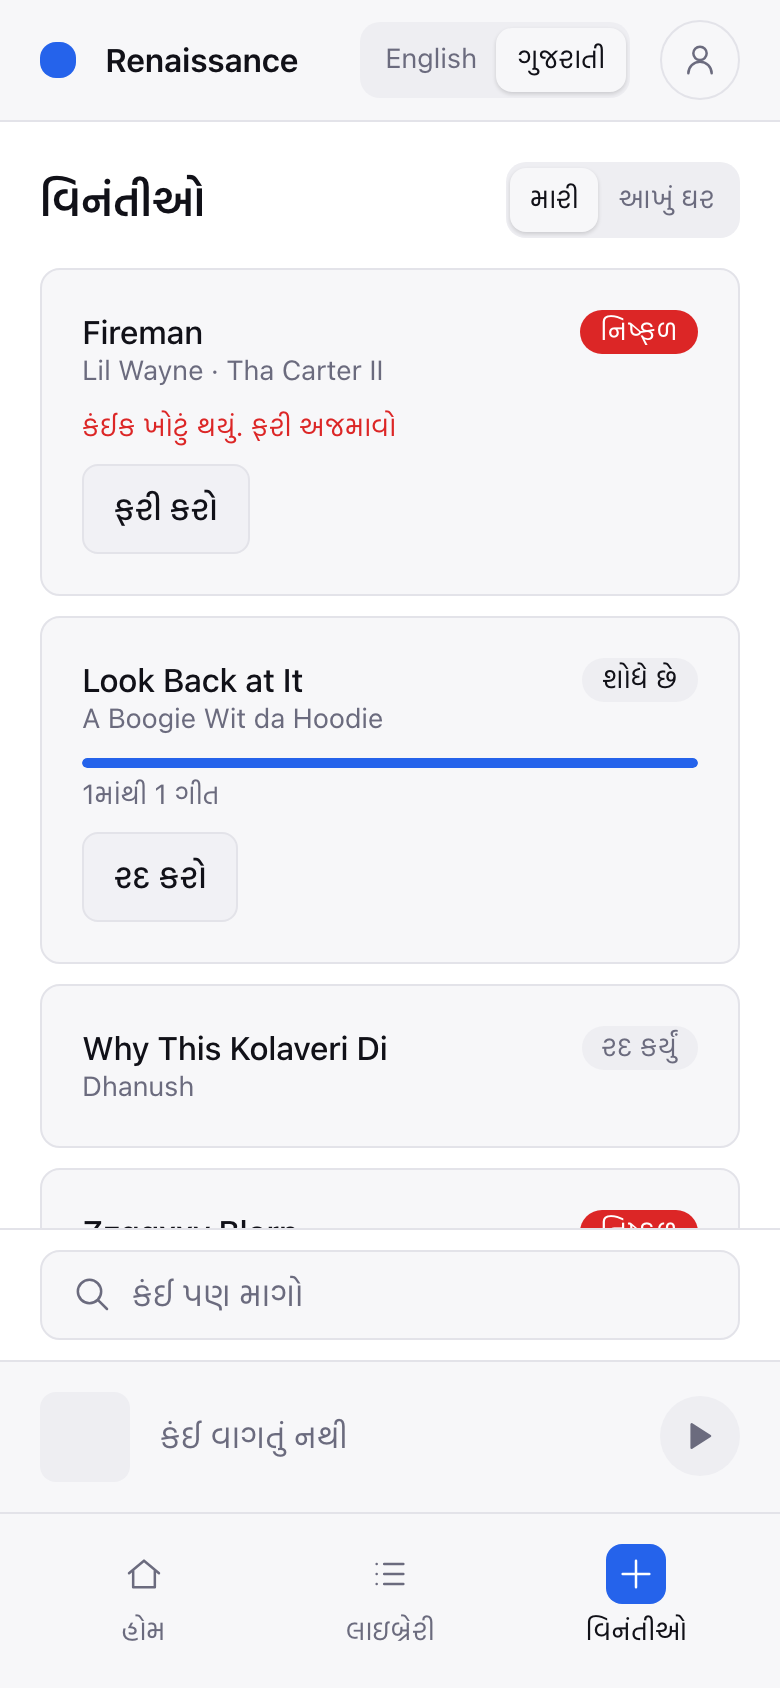 Renaissance
English
ગુજરાતી
વિનંતીઓ
મારી
આખું ઘર
Fireman
નિષ્ફળ
Lil Wayne · Tha Carter II
કંઈક ખોટું થયું. ફરી અજમાવો
ફરી કરો
Look Back at It
શોધે છે
A Boogie Wit da Hoodie
1માંથી 1 ગીત
રદ કરો
Why This Kolaveri Di
રદ કર્યું
Dhanush
નિષ્ફળ
કંઈ પણ માગો
કંઈ વાગતું નથી
હોમ
લાઇબ્રેરી
વિનંતીઓ